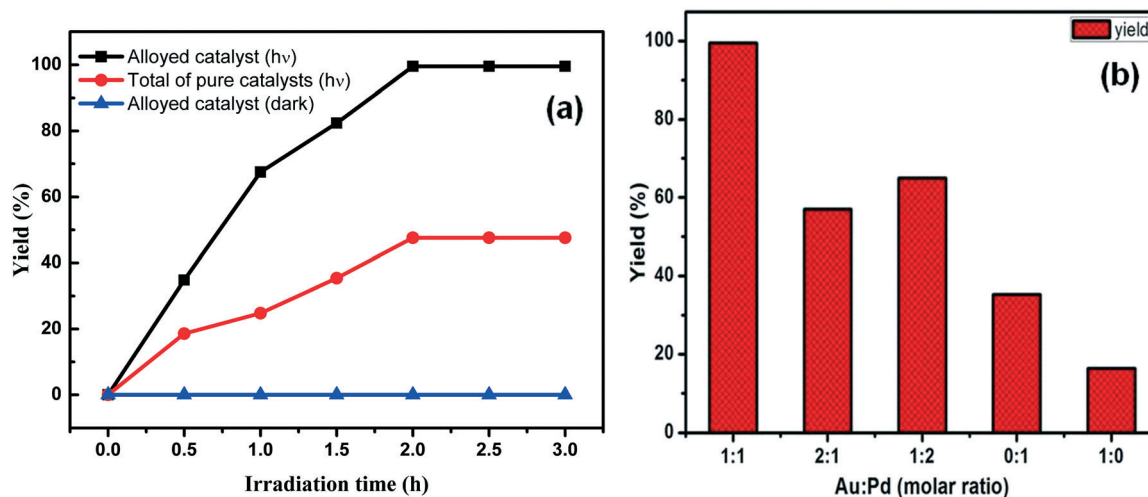 Alloyed catalyst (hν)
Total of pure catalysts (hν)
Alloyed catalyst (dark)
(a)
Yield (%)
100
80
60
40
20
0
0.0 0.5 1.0 1.5 2.0 2.5 3.0
Irradiation time (h)
yield
(b)
Yield (%)
100
80
60
40
20
0
1:1 2:1 1:2 0:1 1:0
Au:Pd (molar ratio)